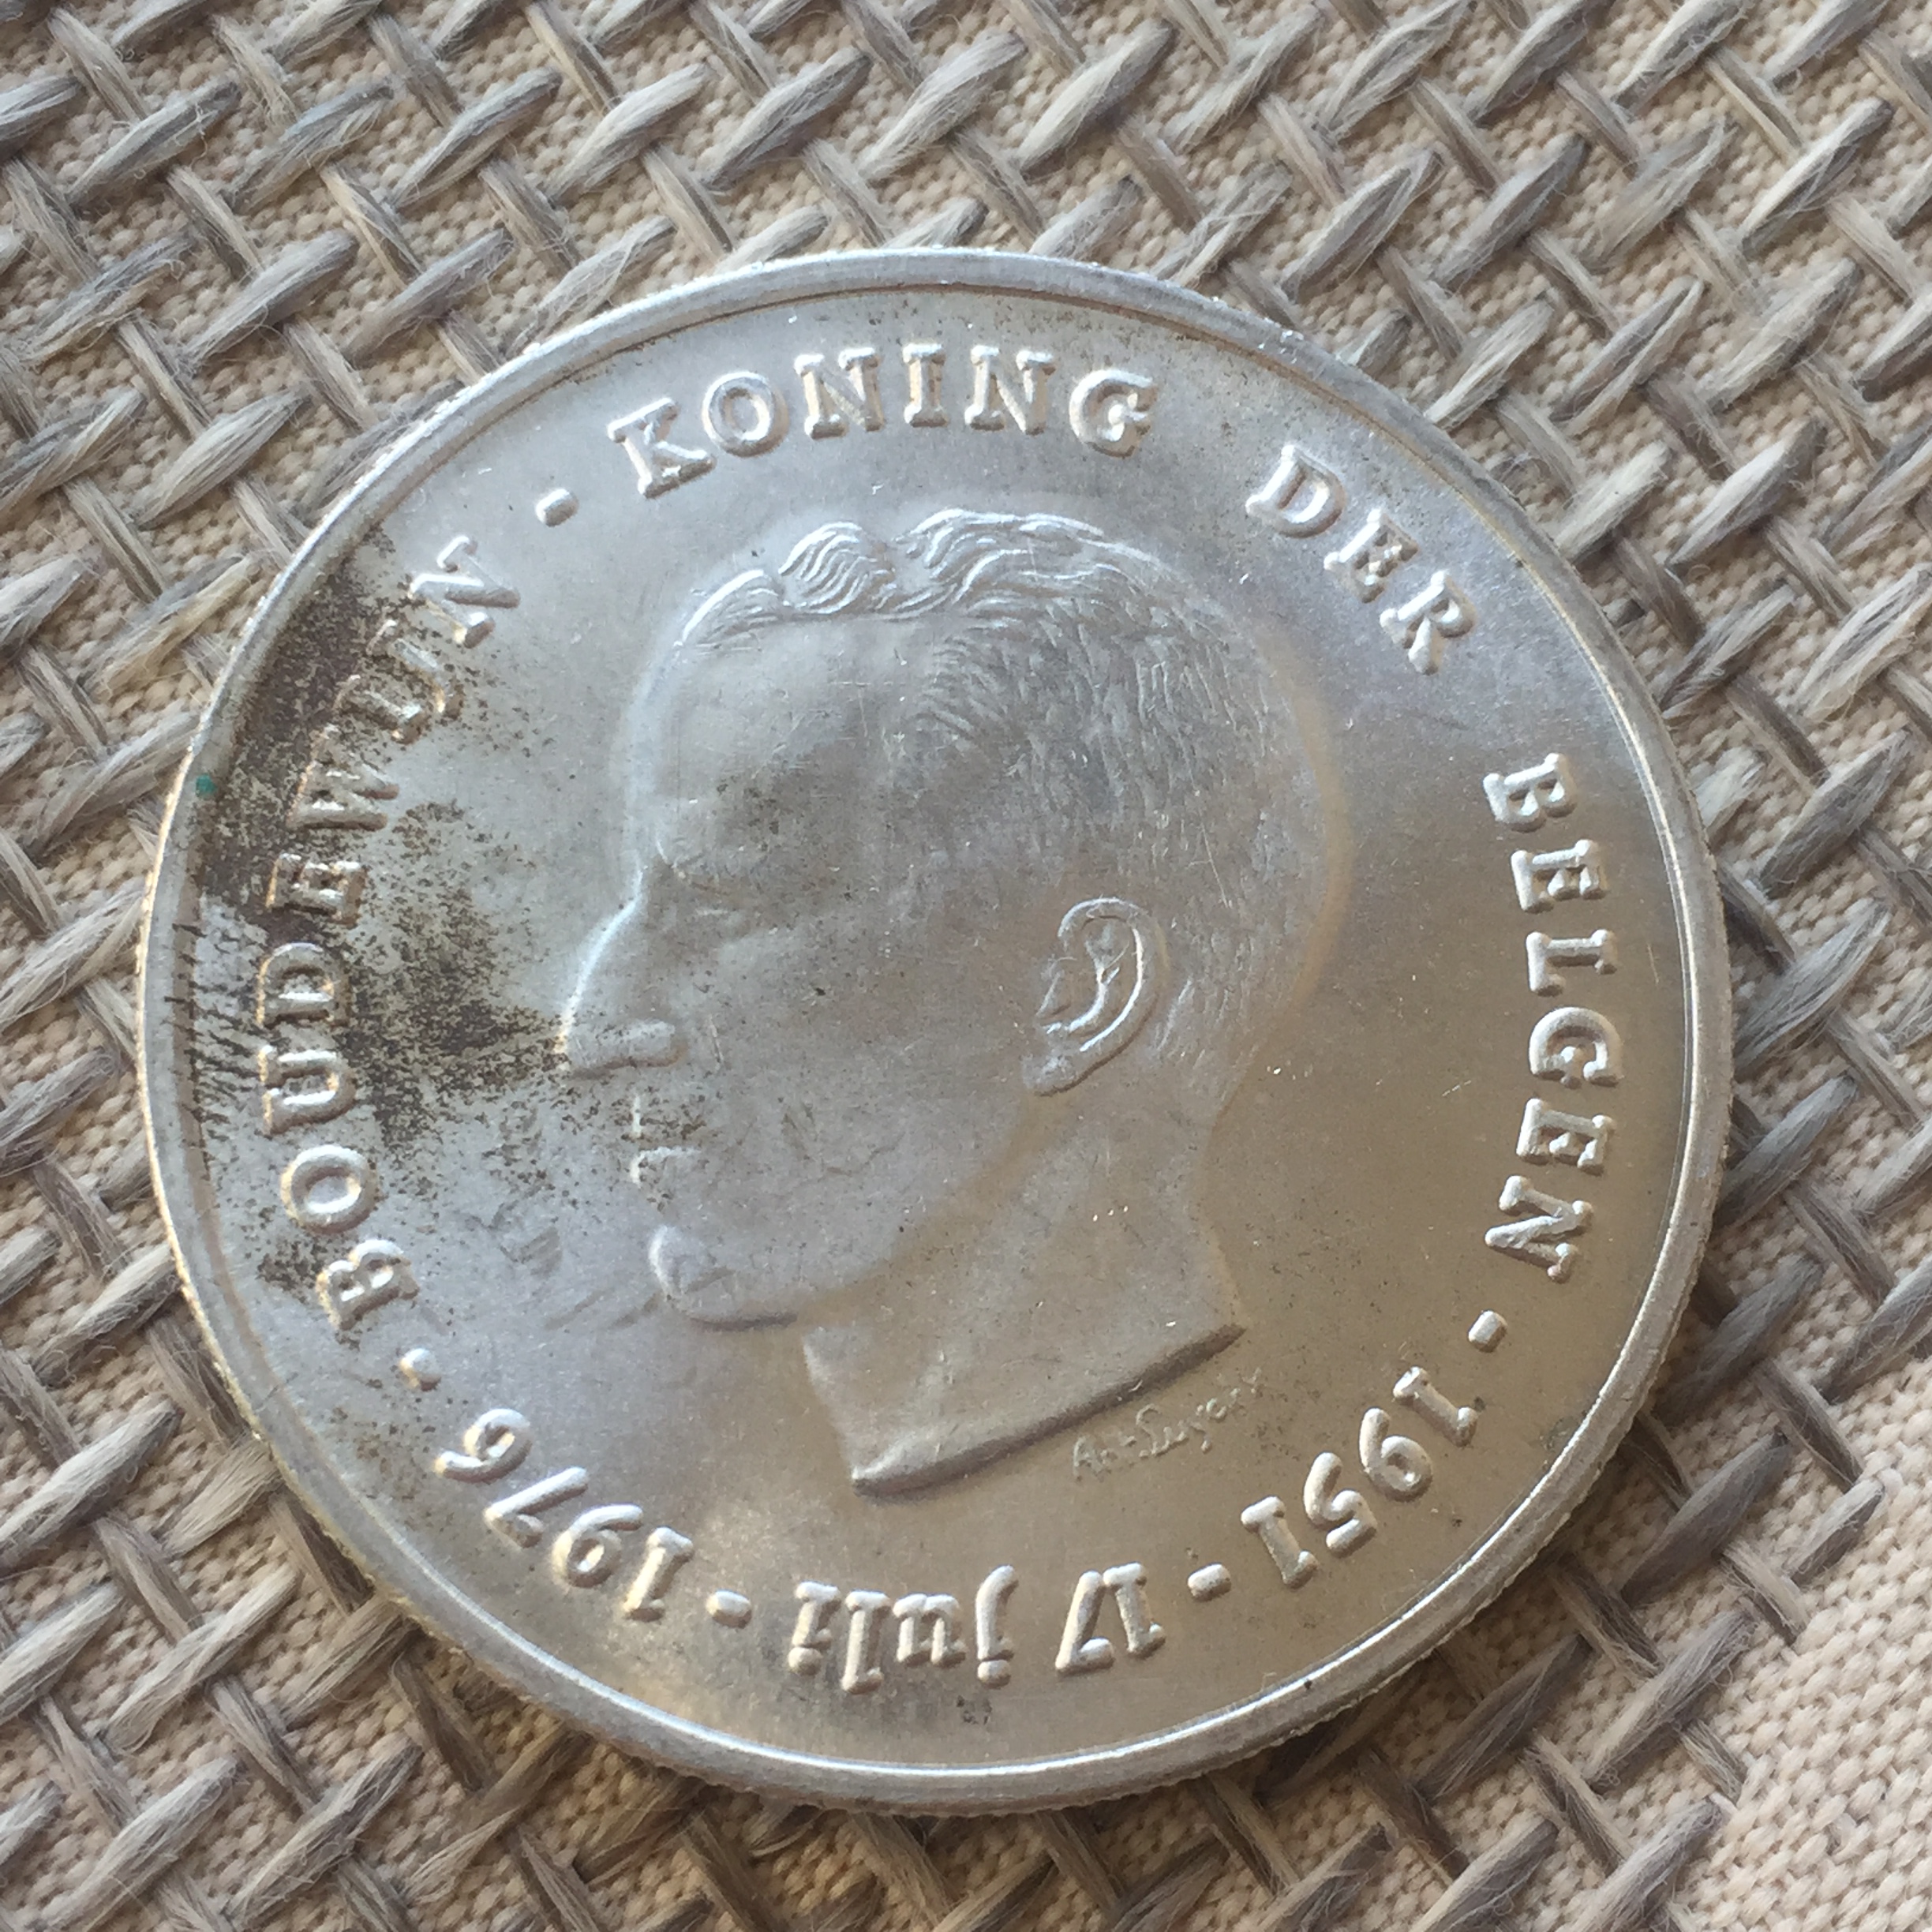 BOUDEWIJN · KONING DER BELGEN · 1951 · 17 juli · 1976 ·